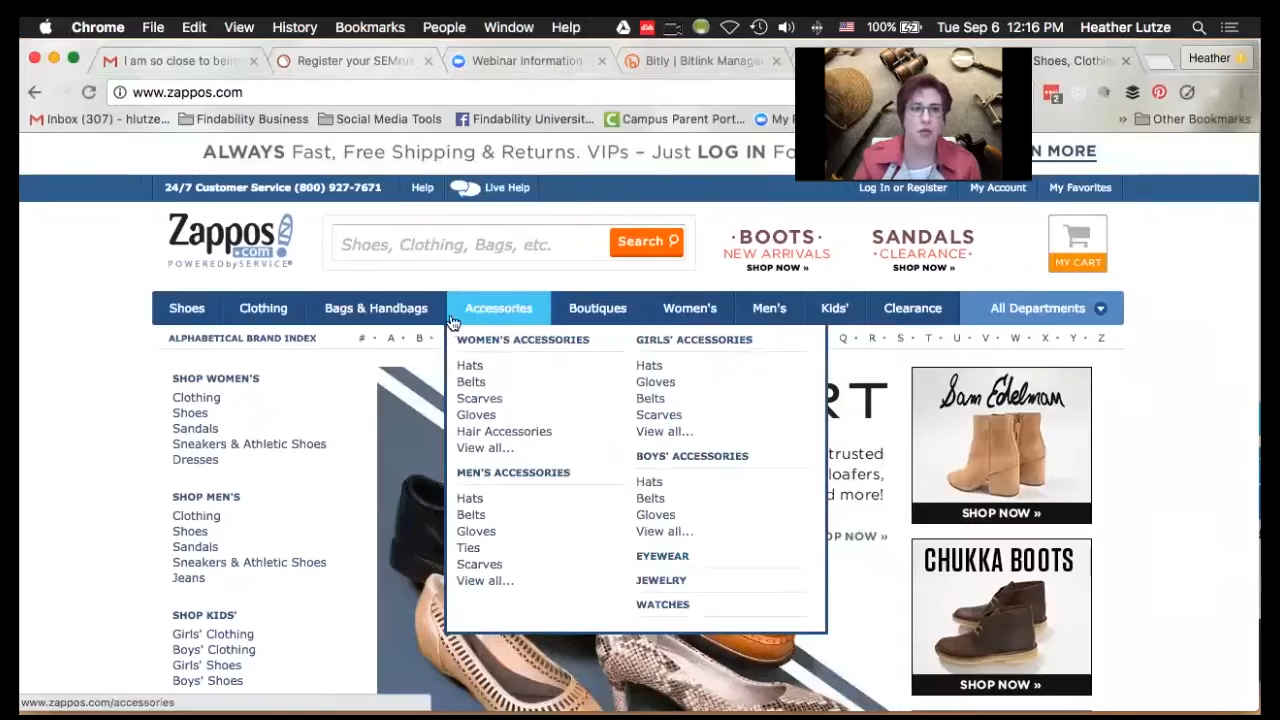 Chrome File Edit View History Bookmarks People Window Help 100% Tue Sep 6 12:16 PM Heather Lutze
I am so close to Register your SEMrus Webinar Information Bitly | Bitlink Manage Shoes, Clothin Heather
www.zappos.com 2
Inbox (307) - hlutze... Findability Business Social Media Tools Findability Universit... Campus Parent Port... My » Other Bookmarks
ALWAYS Fast, Free Shipping & Returns. VIPs – Just LOG IN MORE
24/7 Customer Service (800) 927-7671 Help Live Help Log In or Register My Account My Favorites
Zappos
.com
POWEREDbySERVICE®
Shoes, Clothing, Bags, etc. Search
·BOOTS·
NEW ARRIVALS
SHOP NOW »
SANDALS
·CLEARANCE·
SHOP NOW »
MY CART
Shoes Clothing Bags & Handbags Accessories Boutiques Women's Men's Kids' Clearance All Departments
ALPHABETICAL BRAND INDEX # · A · B · Q · R · S · T · U · V · W · X · Y · Z
SHOP WOMEN'S
Clothing
Shoes
Sandals
Sneakers & Athletic Shoes
Dresses
SHOP MEN'S
Clothing
Shoes
Sandals
Sneakers & Athletic Shoes
Jeans
SHOP KIDS'
Girls' Clothing
Boys' Clothing
Girls' Shoes
Boys' Shoes
WOMEN'S ACCESSORIES
Hats
Belts
Scarves
Gloves
Hair Accessories
View all...
MEN'S ACCESSORIES
Hats
Belts
Gloves
Ties
Scarves
View all...
GIRLS' ACCESSORIES
Hats
Gloves
Belts
Scarves
View all...
BOYS' ACCESSORIES
Hats
Belts
Gloves
View all...
EYEWEAR
JEWELRY
WATCHES
RT
trusted
loafers,
d more!
OP NOW »
Sam Edelman
SHOP NOW »
CHUKKA BOOTS
SHOP NOW »
www.zappos.com/accessories